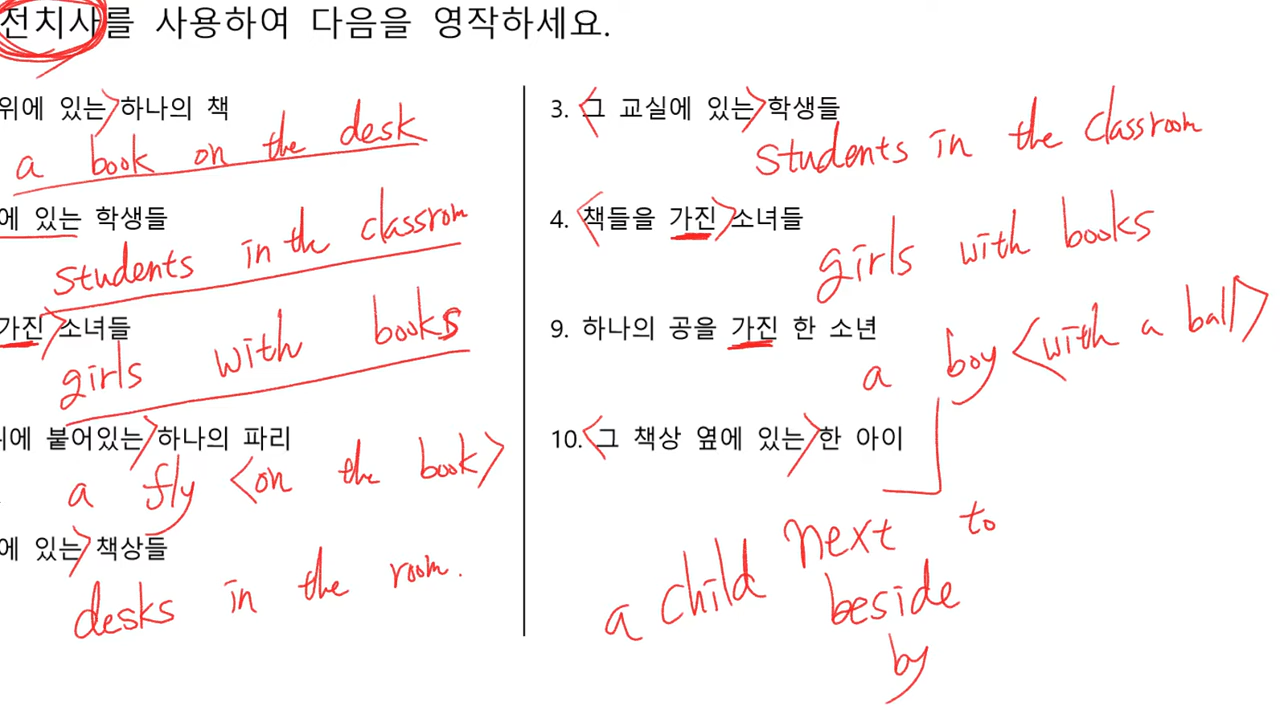 전치사를 사용하여 다음을 영작하세요.
위에 있는> 하나의 책
a book on the desk
에 있는 학생들
students in the classrom
가진> 소녀들
girls with books
위에 붙어있는> 하나의 파리
a fly <on the book>
에 있는> 책상들
desks in the room.
3. <그 교실에 있는> 학생들
students in the classroom
4. <책들을 가진> 소녀들
girls with books
9. 하나의 공을 가진 한 소년
a boy <with a ball>
10. <그 책상 옆에 있는> 한 아이
a child next to
beside
by